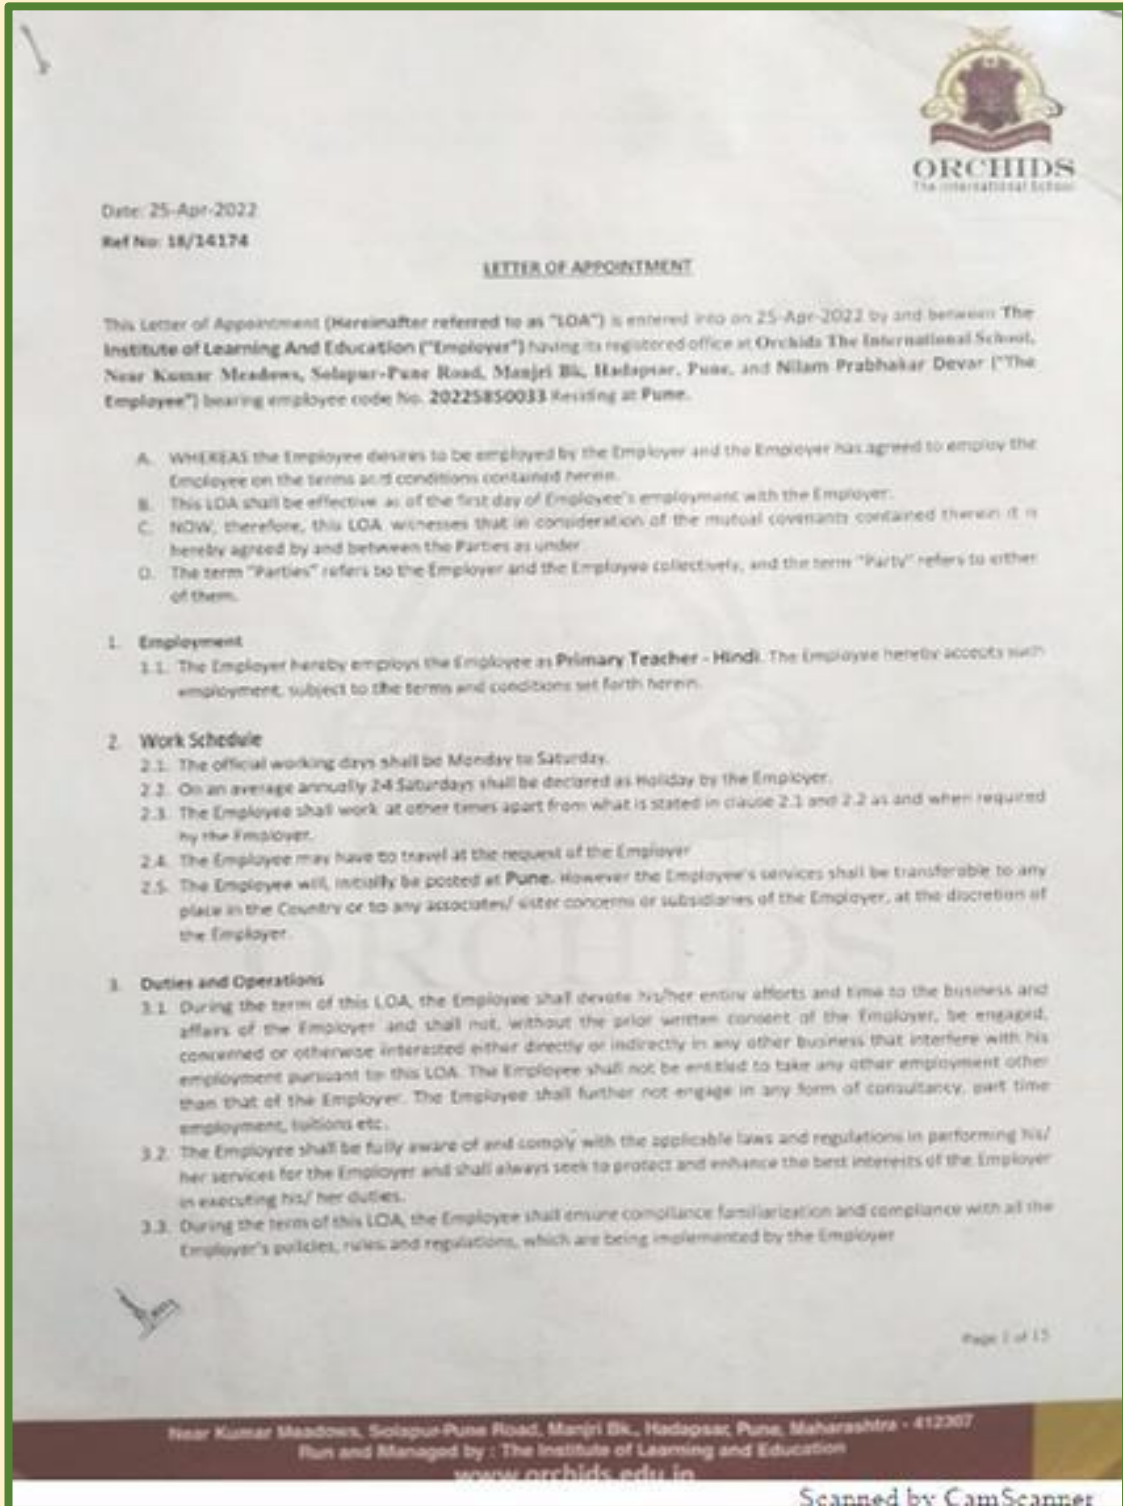 ORCHIDS
The International School
Date: 25-Apr-2022
Ref No: 18/14174
LETTER OF APPOINTMENT
This Letter of Appointment (Hereinafter referred to as "LOA") is entered into on 25-Apr-2022 by and between The
Institute of Learning And Education ("Employer") having its registered office at Orchids The International School,
Near Kumar Meadows, Solapur-Pune Road, Manjri Bk, Hadapsar, Pune, and Nilam Prabhakar Devar ("The
Employee") bearing employee code No. 20225850033 Residing at Pune.
A. WHEREAS the Employee desires to be employed by the Employer and the Employer has agreed to employ the
Employee on the terms and conditions contained herein.
B. This LOA shall be effective as of the first day of Employee's employment with the Employer.
C. NOW, therefore, this LOA witnesses that in consideration of the mutual covenants contained therein it is
hereby agreed by and between the Parties as under
D. The term "Parties" refers to the Employer and the Employee collectively, and the term "Party" refers to either
of them.
1. Employment
1.1. The Employer hereby employs the Employee as Primary Teacher - Hindi. The Employee hereby accepts such
employment, subject to the terms and conditions set forth herein.
2. Work Schedule
2.1. The official working days shall be Monday to Saturday.
2.2. On an average annually 24 Saturdays shall be declared as Holiday by the Employer.
2.3. The Employee shall work at other times apart from what is stated in clause 2.1 and 2.2 as and when required
by the Employer.
2.4. The Employee may have to travel at the request of the Employer
2.5. The Employee will, initially be posted at Pune. However the Employee's services shall be transferable to any
place in the Country or to any associates/ sister concerns or subsidiaries of the Employer, at the discretion of
the Employer.
ORCHIDS
3. Duties and Operations
3.1. During the term of this LOA, the Employee shall devote his/her entire efforts and time to the business and
affairs of the Employer and shall not, without the prior written consent of the Employer, be engaged,
concerned or otherwise interested either directly or indirectly in any other business that interfere with his
employment pursuant to this LOA. The Employee shall not be entitled to take any other employment other
than that of the Employer. The Employee shall further not engage in any form of consultancy, part time
employment, tuitions etc.
3.2. The Employee shall be fully aware of and comply with the applicable laws and regulations in performing his/
her services for the Employer and shall always seek to protect and enhance the best interests of the Employer
in executing his/ her duties.
3.3. During the term of this LOA, the Employee shall ensure compliance familiarization and compliance with all the
Employer's policies, rules and regulations, which are being implemented by the Employer
Page 1 of 15
Near Kumar Meadows, Solapur-Pune Road, Manjri Bk., Hadapsar, Pune, Maharashtra - 412307
Run and Managed by : The Institute of Learning and Education
www.orchids.edu.in
Scanned by CamScanner